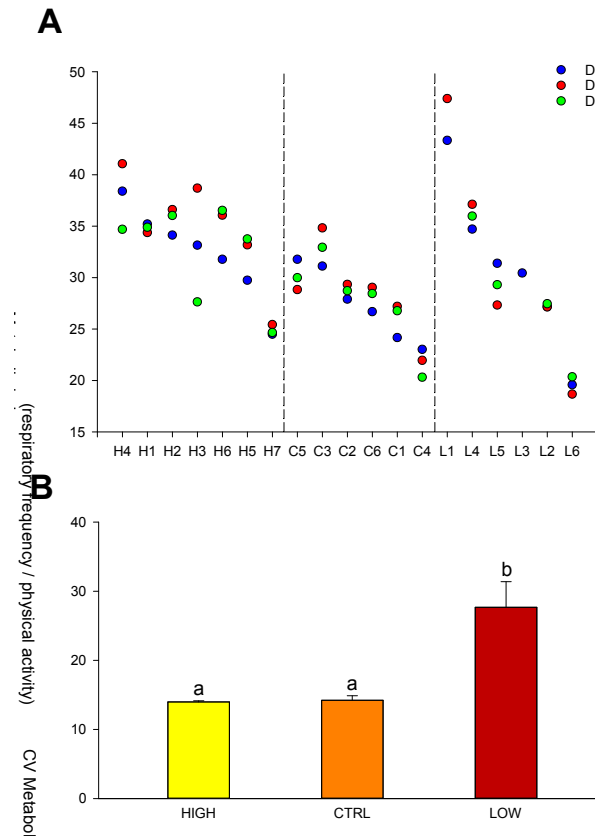 A
50
45
40
35
30
25
20
15
D
D
D
H4 H1 H2 H3 H6 H5 H7 C5 C3 C2 C6 C1 C4 L1 L4 L5 L3 L2 L6
(respiratory frequency / physical activity)
B
40
30
20
10
0
a
a
b
HIGH CTRL LOW
CV Metabol